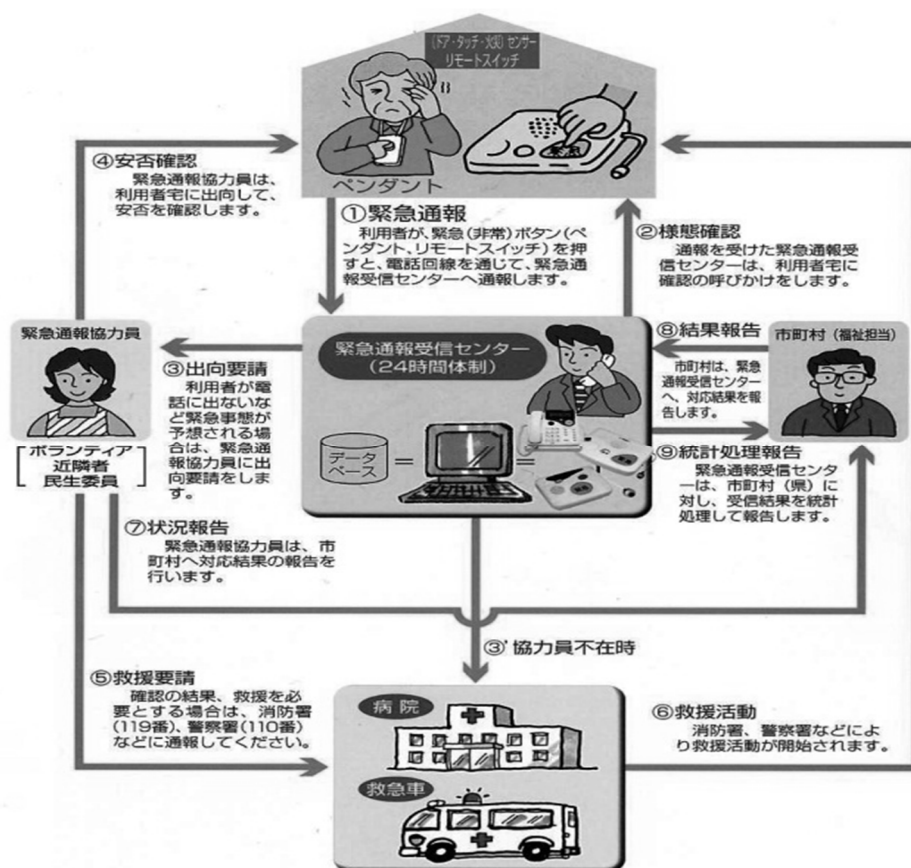 (ドア・タッチ・火災)センサー
リモートスイッチ
緊急
ペンダント
④安否確認
緊急通報協力員は、
利用者宅に出向して、
安否を確認します。
①緊急通報
利用者が、緊急(非常)ボタン(ペ
ンダント、リモートスイッチ)を押
すと、電話回線を通じて、緊急通
報受信センターへ通報します。
②様態確認
通報を受けた緊急通報受
信センターは、利用者宅に
確認の呼びかけをします。
緊急通報協力員
ボランティア
近隣者
民生委員
③出向要請
利用者が電
話に出ないな
ど緊急事態が
予想される場
合は、緊急通
報協力員に出
向要請をしま
す。
緊急通報受信センター
(24時間体制)
データ
ベース
=
=
⑧結果報告
市町村は、緊急
通報受信センター
へ、対応結果を報
告します。
市町村(福祉担当)
⑨統計処理報告
緊急通報受信センタ
ーは、市町村(県)に
対し、受信結果を統計
処理して報告します。
⑦状況報告
緊急通報協力員は、市
町村へ対応結果の報告を
行います。
③'協力員不在時
⑤救援要請
確認の結果、救援を必
要とする場合は、消防署
(119番)、警察署(110番)
などに通報してください。
病院
救急車
⑥救援活動
消防署、警察署などによ
り救援活動が開始されます。